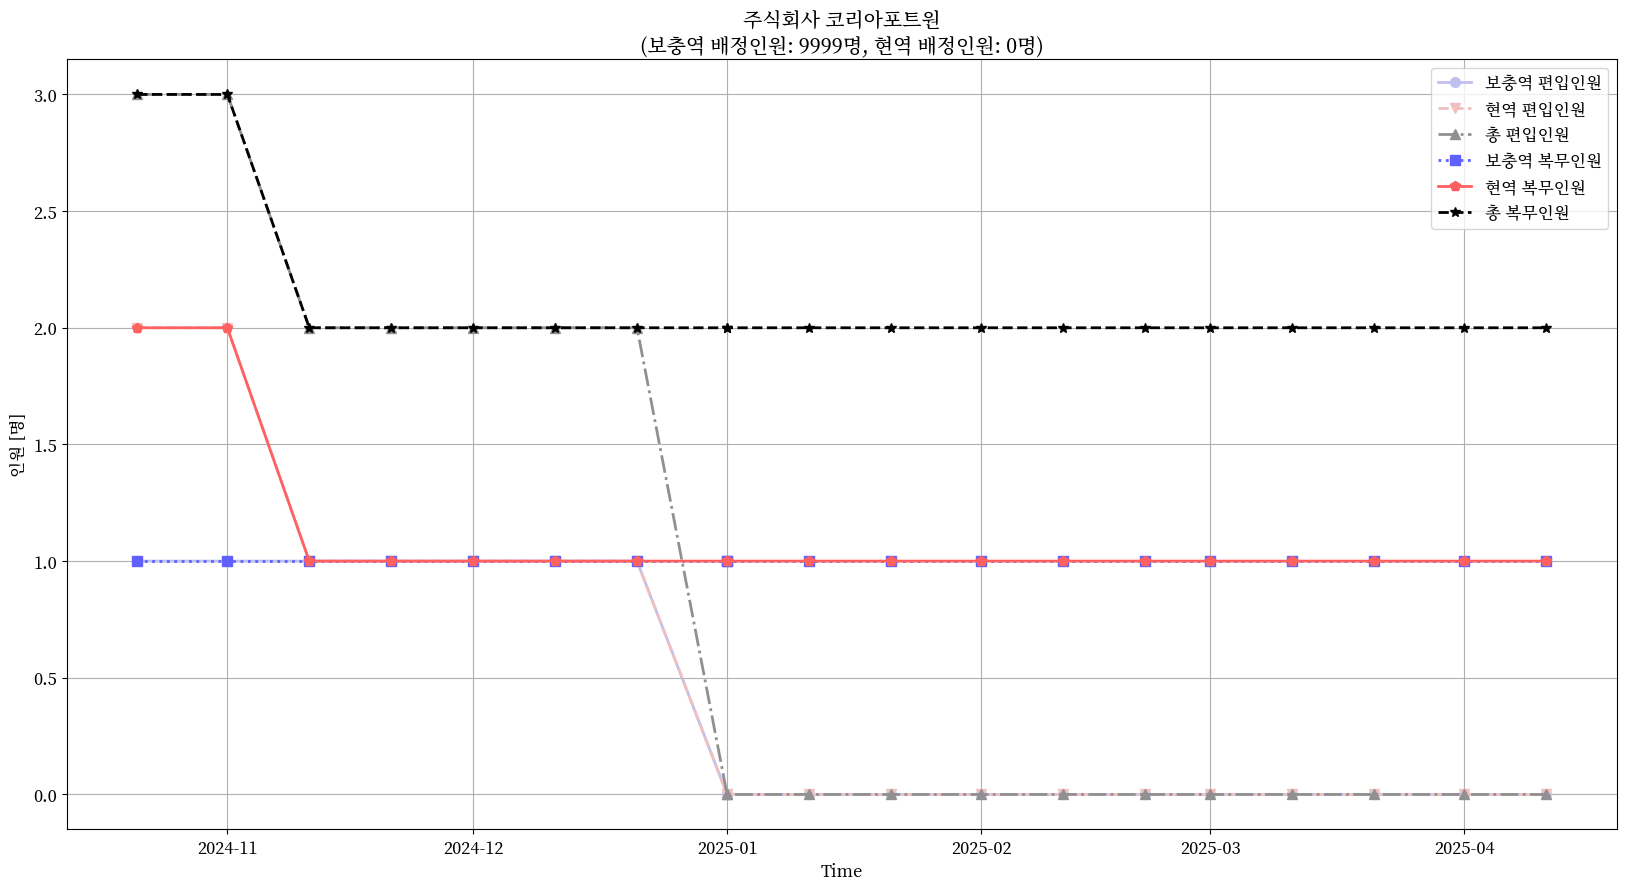 주식회사 코리아포트원
(보충역 배정인원: 9999명, 현역 배정인원: 0명)
보충역 편입인원
현역 편입인원
총 편입인원
보충역 복무인원
현역 복무인원
총 복무인원
인원 [명]
3.0
2.5
2.0
1.5
1.0
0.5
0.0
2024-11
2024-12
2025-01
2025-02
2025-03
2025-04
Time